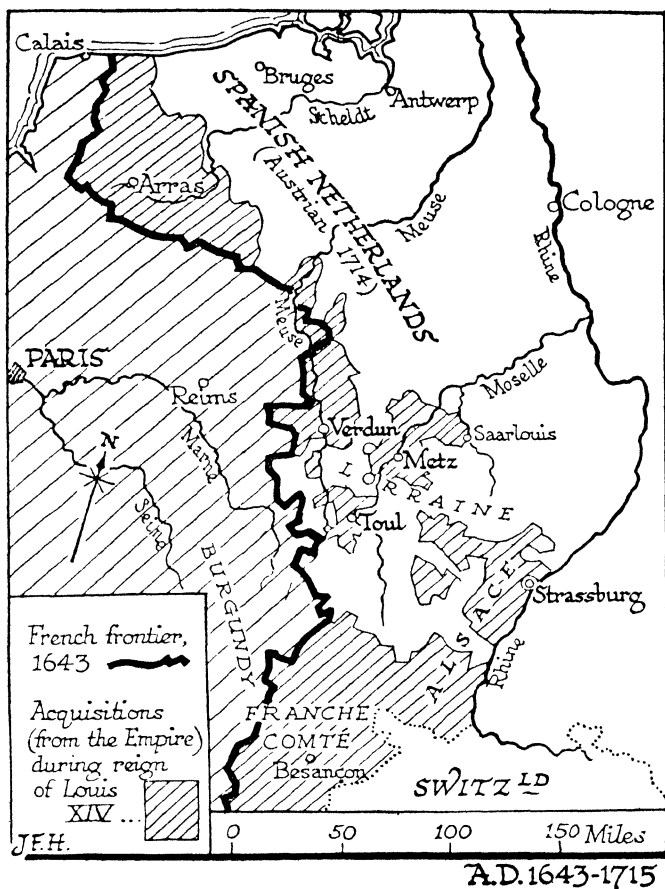 Calais
Bruges
Antwerp
Scheldt
SPANISH NETHERLANDS
(Austrian 1714)
Arras
Meuse
Cologne
Rhine
Meuse
PARIS
Reims
Marne
Moselle
Verdun
Saarlouis
Metz
N
LORRAINE
Toul
Seine
BURGUNDY
Strassburg
ALSACE
Rhine
French frontier,
1643
FRANCHE
COMTÉ
Besançon
SWITZ LD
Acquisitions
(from the Empire)
during reign
of Louis
XIV ...
J.F.H.
0 50 100 150 Miles
A.D. 1643-1715